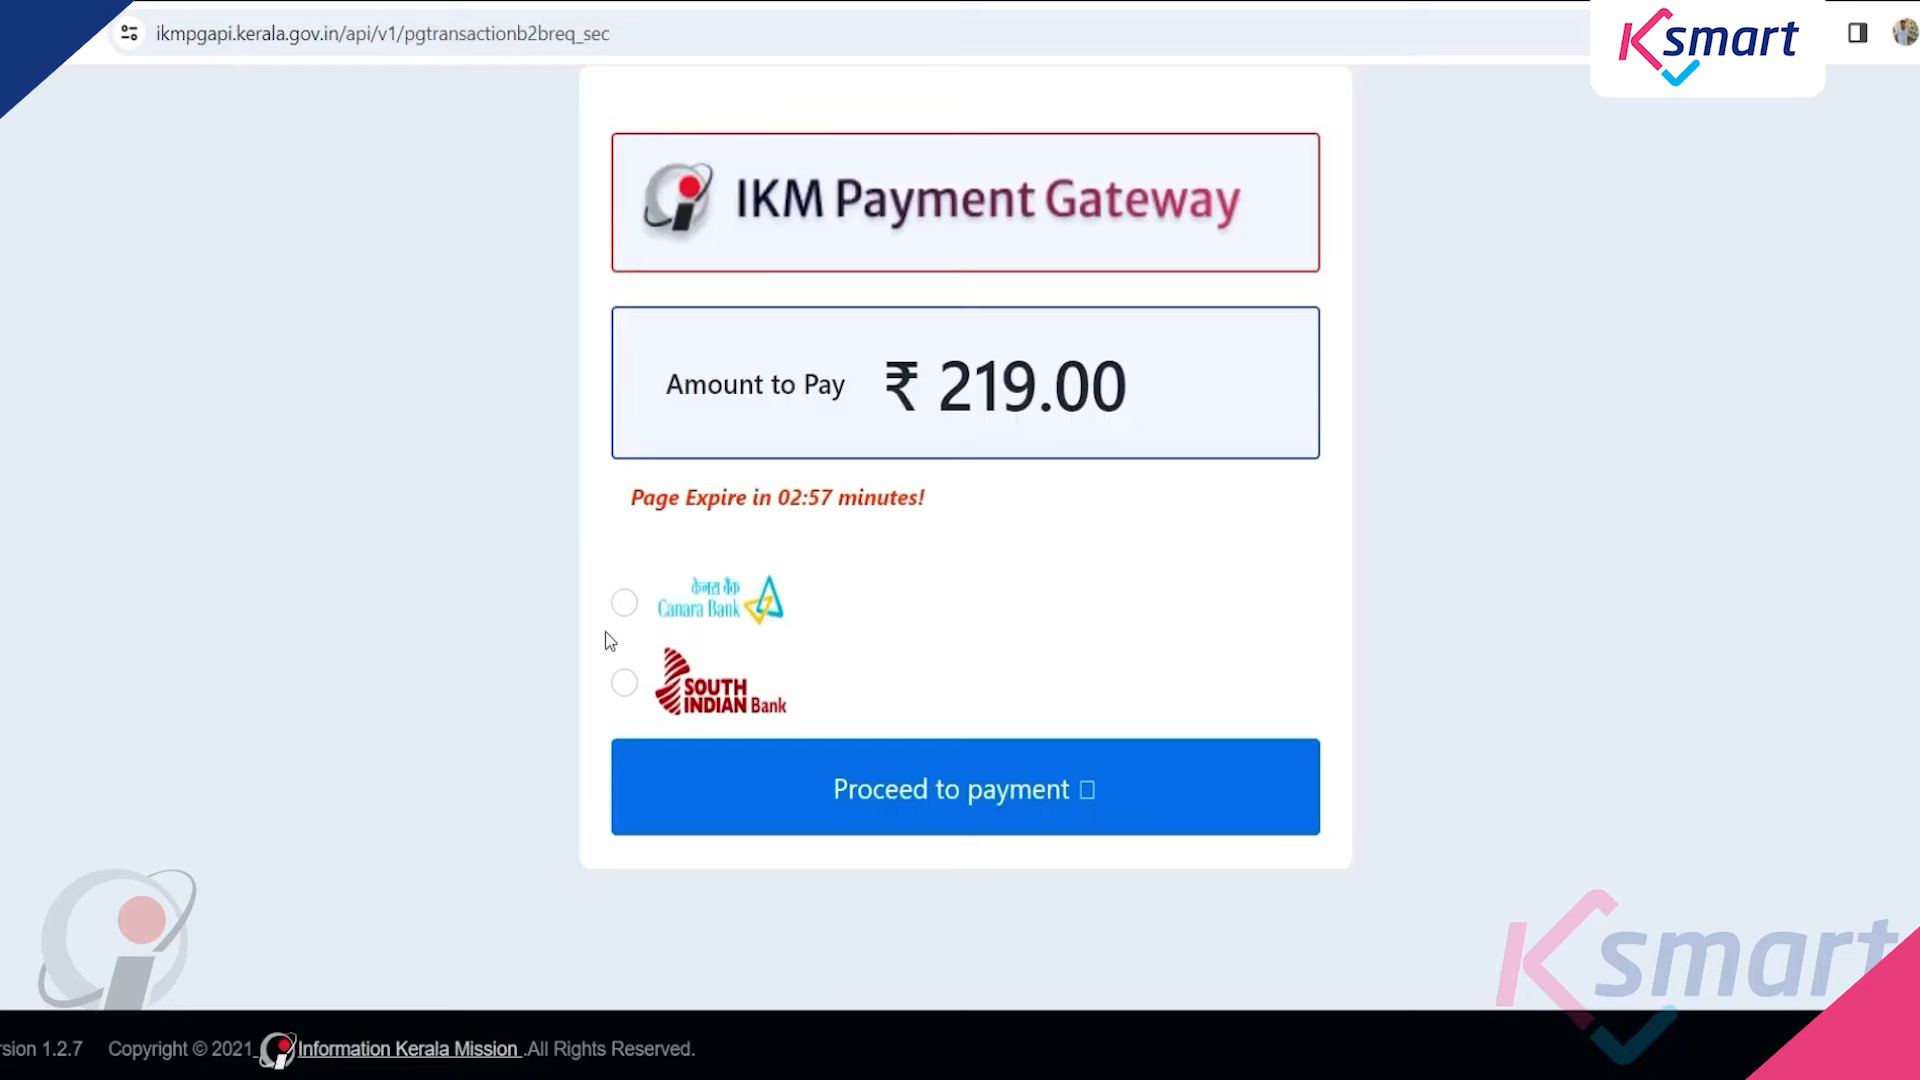 ikmpgapi.kerala.gov.in/api/v1/pgtransactionb2breq_sec
Ksmart
IKM Payment Gateway
Amount to Pay ₹ 219.00
Page Expire in 02:57 minutes!
केनरा बैंक
Canara Bank
SOUTH
INDIAN Bank
Proceed to payment
Ksmart
rsion 1.2.7 Copyright © 2021 Information Kerala Mission .All Rights Reserved.